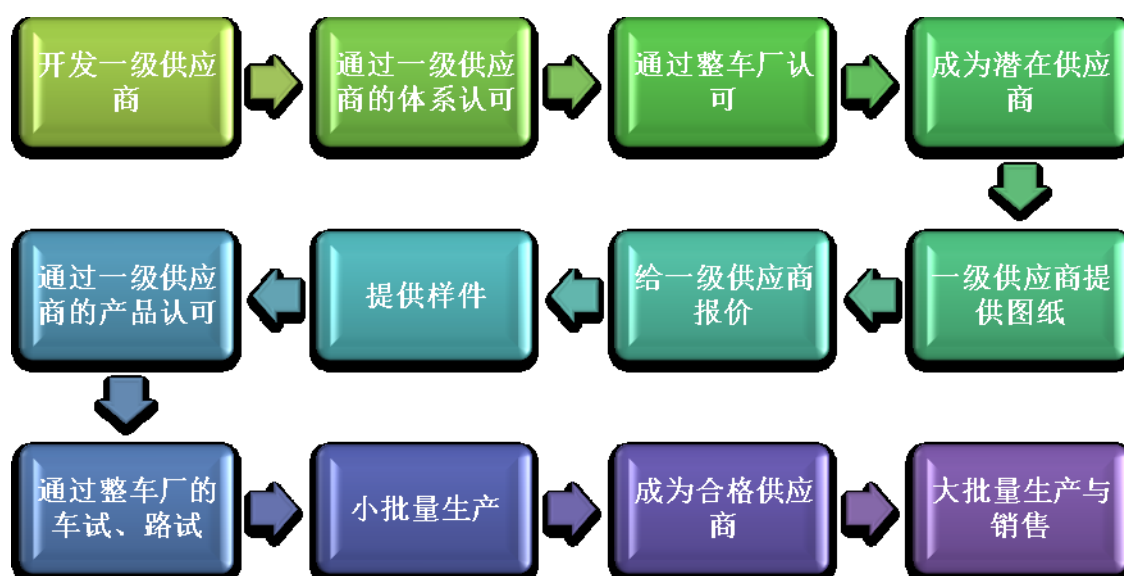 开发一级供应
商
通过一级供应
商的体系认可
通过整车厂认
可
成为潜在供应
商
一级供应商提
供图纸
给一级供应商
报价
提供样件
通过一级供应
商的产品认可
通过整车厂的
车试、路试
小批量生产
成为合格供应
商
大批量生产与
销售